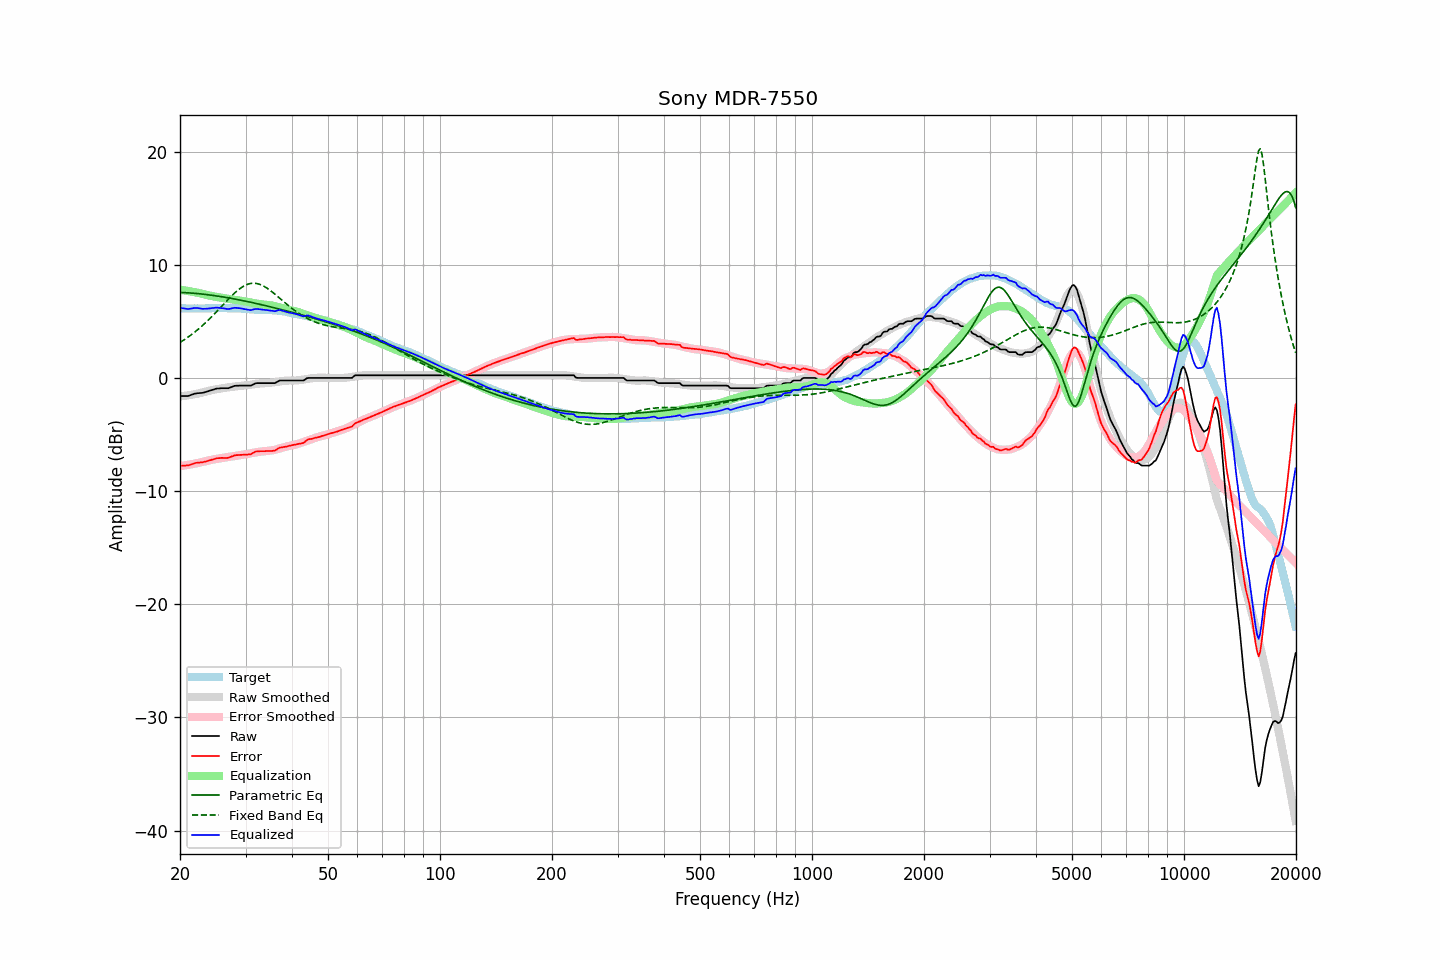 Sony MDR-7550
Amplitude (dBr)
20
10
0
−10
−20
−30
−40
Target
Raw Smoothed
Error Smoothed
Raw
Error
Equalization
Parametric Eq
Fixed Band Eq
Equalized
20 50 100 200 500 1000 2000 5000 10000 20000
Frequency (Hz)